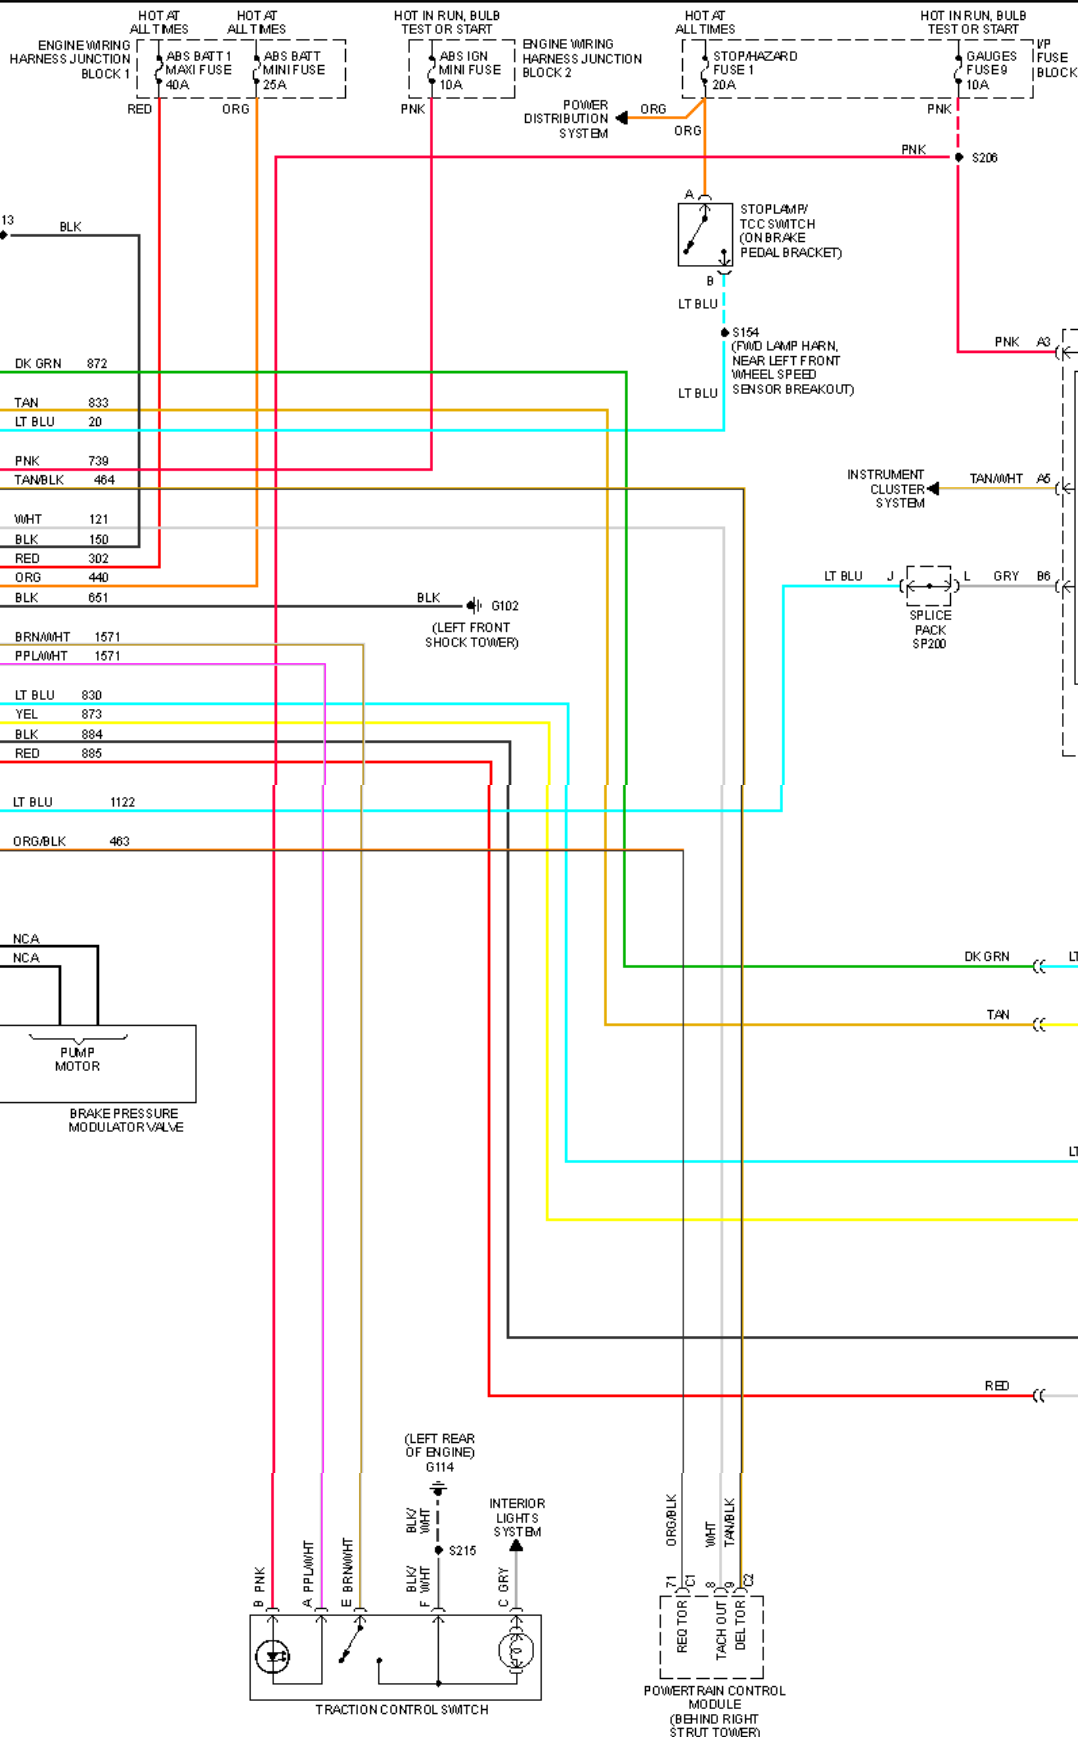 HOT AT
ALL TIMES
HOT AT
ALL TIMES
HOT IN RUN, BULB
TEST OR START
HOT AT
ALL TIMES
HOT IN RUN, BULB
TEST OR START
ENGINE WIRING
HARNESS JUNCTION
BLOCK 1
ABS BATT 1
MAXI FUSE
40A
ABS BATT
MINI FUSE
25A
ABS IGN
MINI FUSE
10A
ENGINE WIRING
HARNESS JUNCTION
BLOCK 2
STOP/HAZARD
FUSE 1
20A
GAUGES
FUSE 9
10A
I/P
FUSE
BLOCK
RED
ORG
PNK
POWER
DISTRIBUTION
SYSTEM
ORG
ORG
PNK
PNK
S206
A
STOPLAMP/
TCC SWITCH
(ON BRAKE
PEDAL BRACKET)
B
LT BLU
S154
(FWD LAMP HARN,
NEAR LEFT FRONT
WHEEL SPEED
SENSOR BREAKOUT)
LT BLU
13
BLK
PNK A3
DK GRN 872
TAN 833
LT BLU 20
PNK 739
TAN/BLK 464
WHT 121
BLK 150
RED 302
ORG 440
BLK 651
BLK
G102
(LEFT FRONT
SHOCK TOWER)
INSTRUMENT
CLUSTER
SYSTEM
TAN/WHT A5
LT BLU J
L GRY B6
SPLICE
PACK
SP200
BRN/WHT 1571
PPL/WHT 1571
LT BLU 830
YEL 873
BLK 884
RED 885
LT BLU 1122
ORG/BLK 463
NCA
NCA
PUMP
MOTOR
BRAKE PRESSURE
MODULATOR VALVE
DK GRN
LT
TAN
LT
RED
(LEFT REAR
OF ENGINE)
G114
BLK/
WHT
S215
BLK/
WHT
INTERIOR
LIGHTS
SYSTEM
B PNK
A PPL/WHT
E BRN/WHT
F
C GRY
TRACTION CONTROL SWITCH
ORG/BLK
WHT
TAN/BLK
71
C1
8
9
C2
REQ TOR
TACH OUT
DEL TOR
POWERTRAIN CONTROL
MODULE
(BEHIND RIGHT
STRUT TOWER)